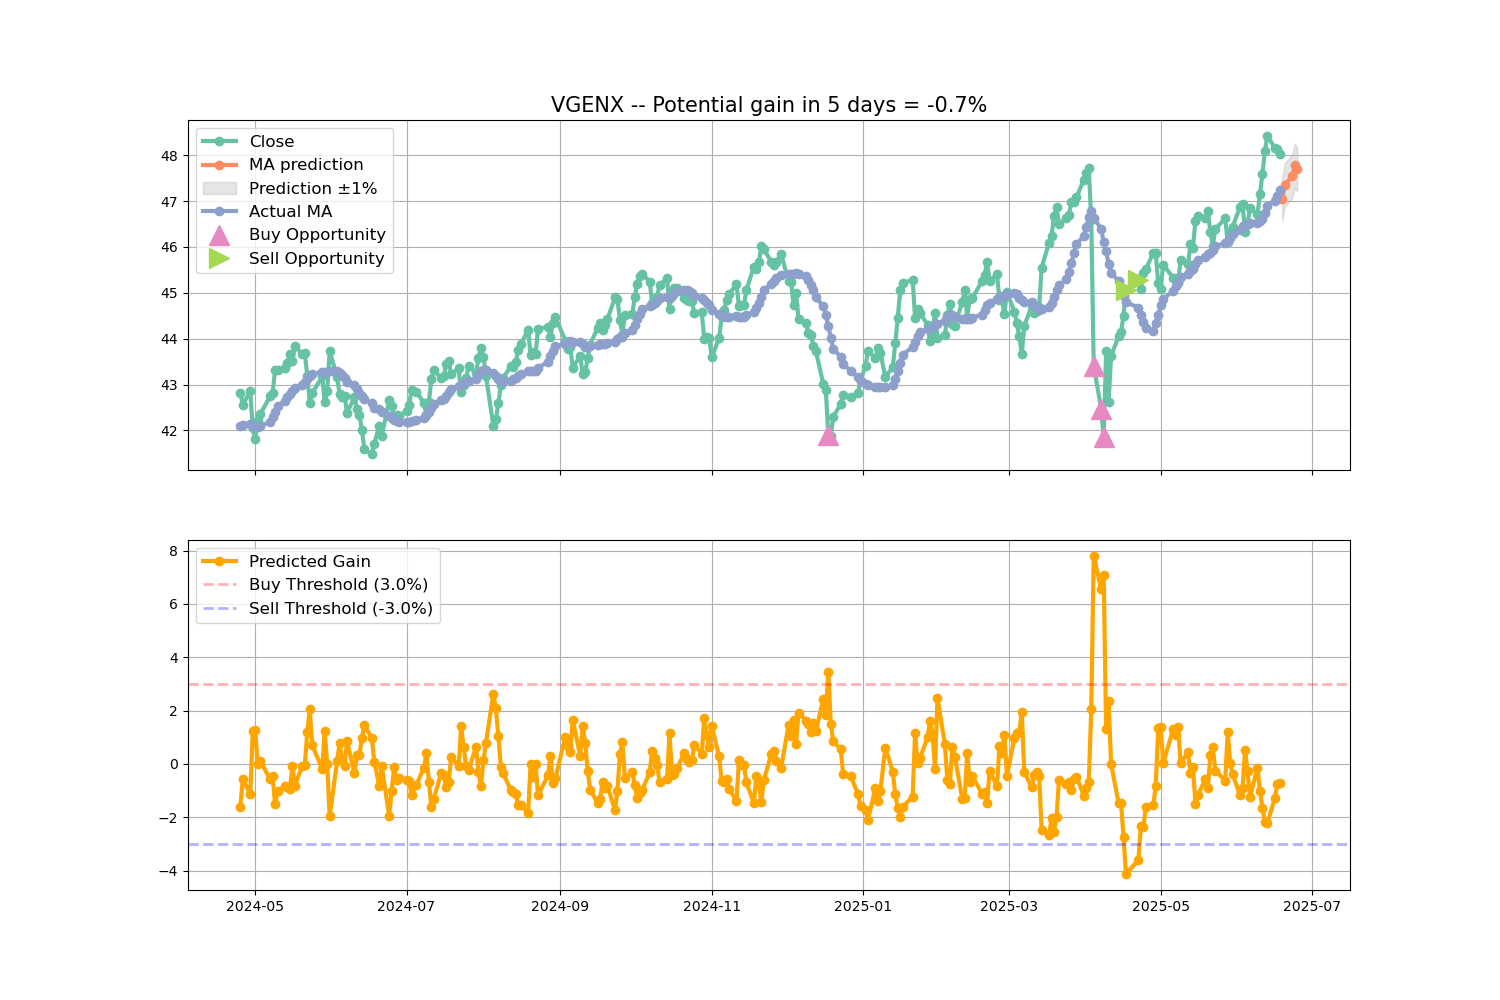 VGENX -- Potential gain in 5 days = -0.7%
Close
MA prediction
Prediction ±1%
Actual MA
Buy Opportunity
Sell Opportunity
48
47
46
45
44
43
42
Predicted Gain
Buy Threshold (3.0%)
Sell Threshold (-3.0%)
8
6
4
2
0
−2
−4
2024-05 2024-07 2024-09 2024-11 2025-01 2025-03 2025-05 2025-07